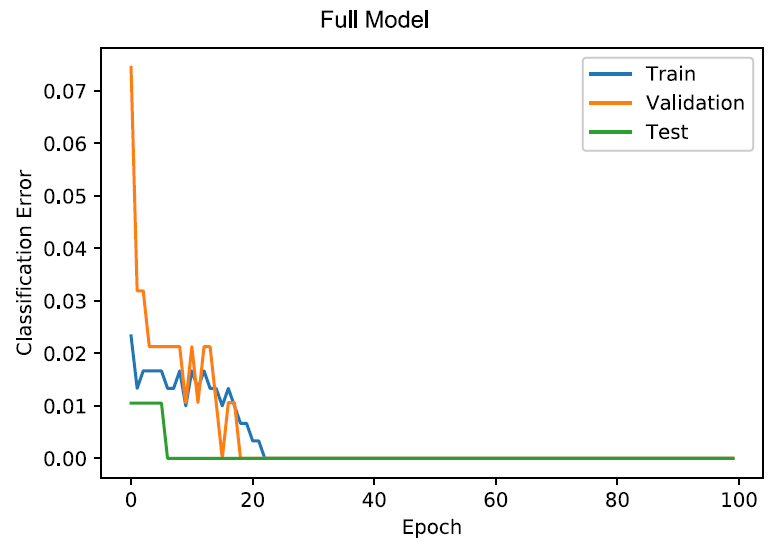 Full Model
Train
Validation
Test
Classification Error
0.07
0.06
0.05
0.04
0.03
0.02
0.01
0.00
0 20 40 60 80 100
Epoch